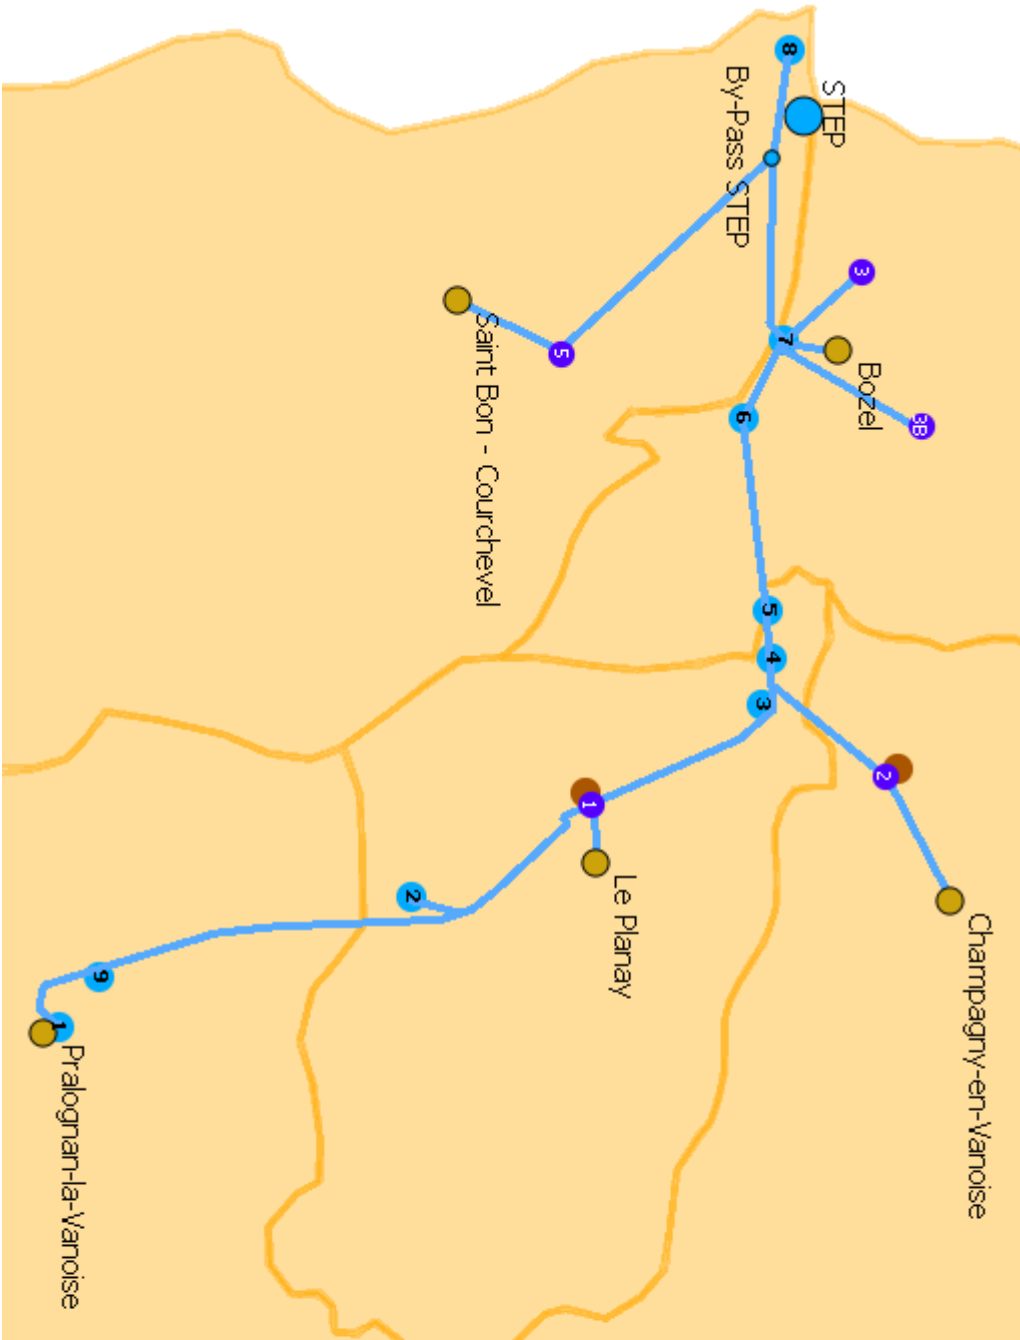 Champagny-en-Vanoise
3B
2
Bozel
3
STEP
8
7
4
5
3
6
By-Pass STEP
Le Planay
1
5
Saint Bon - Courchevel
2
9
Pralognan-la-Vanoise
1